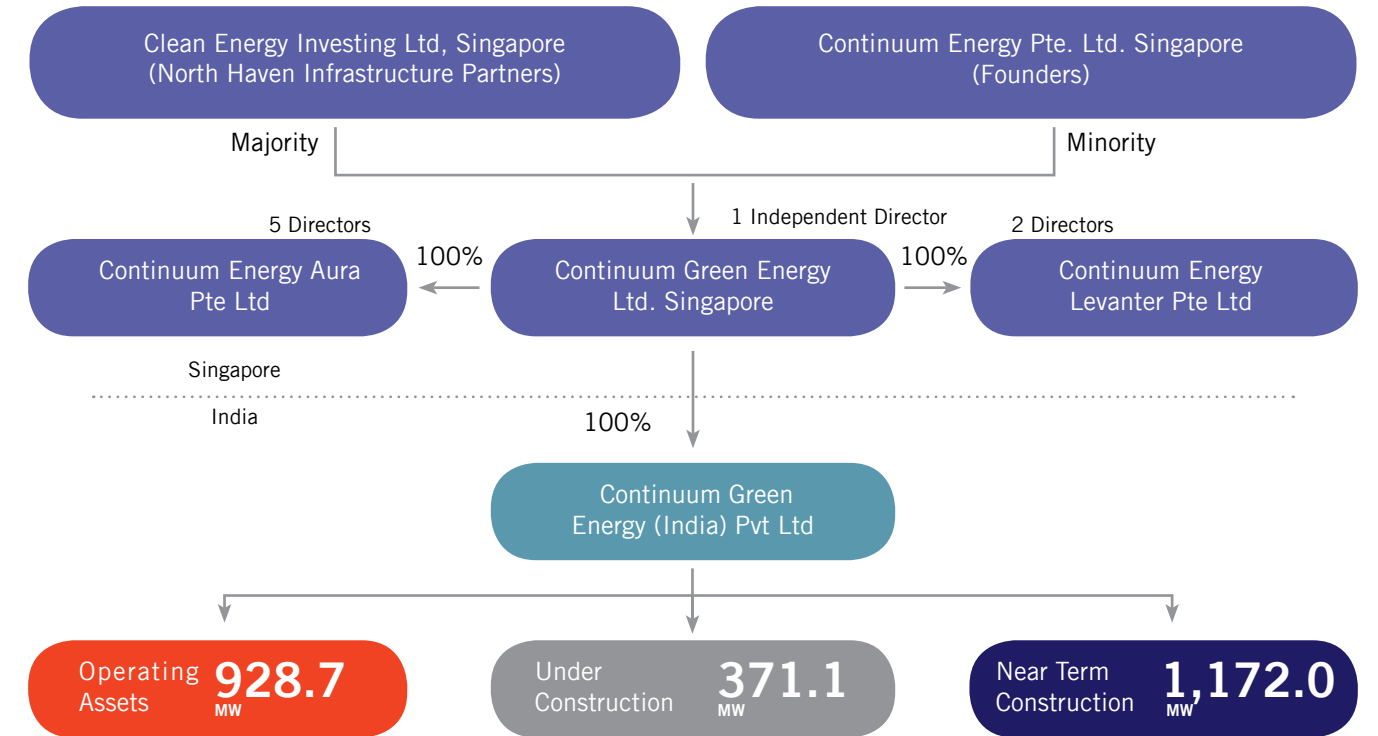 Clean Energy Investing Ltd, Singapore
(North Haven Infrastructure Partners)
Continuum Energy Pte. Ltd. Singapore
(Founders)
Majority
Minority
5 Directors
1 Independent Director
2 Directors
Continuum Energy Aura
Pte Ltd
100%
Continuum Green Energy
Ltd. Singapore
100%
Continuum Energy
Levanter Pte Ltd
Singapore
India
100%
Continuum Green
Energy (India) Pvt Ltd
Operating
Assets
928.7
MW
Under
Construction
371.1
MW
Near Term
Construction
1,172.0
MW